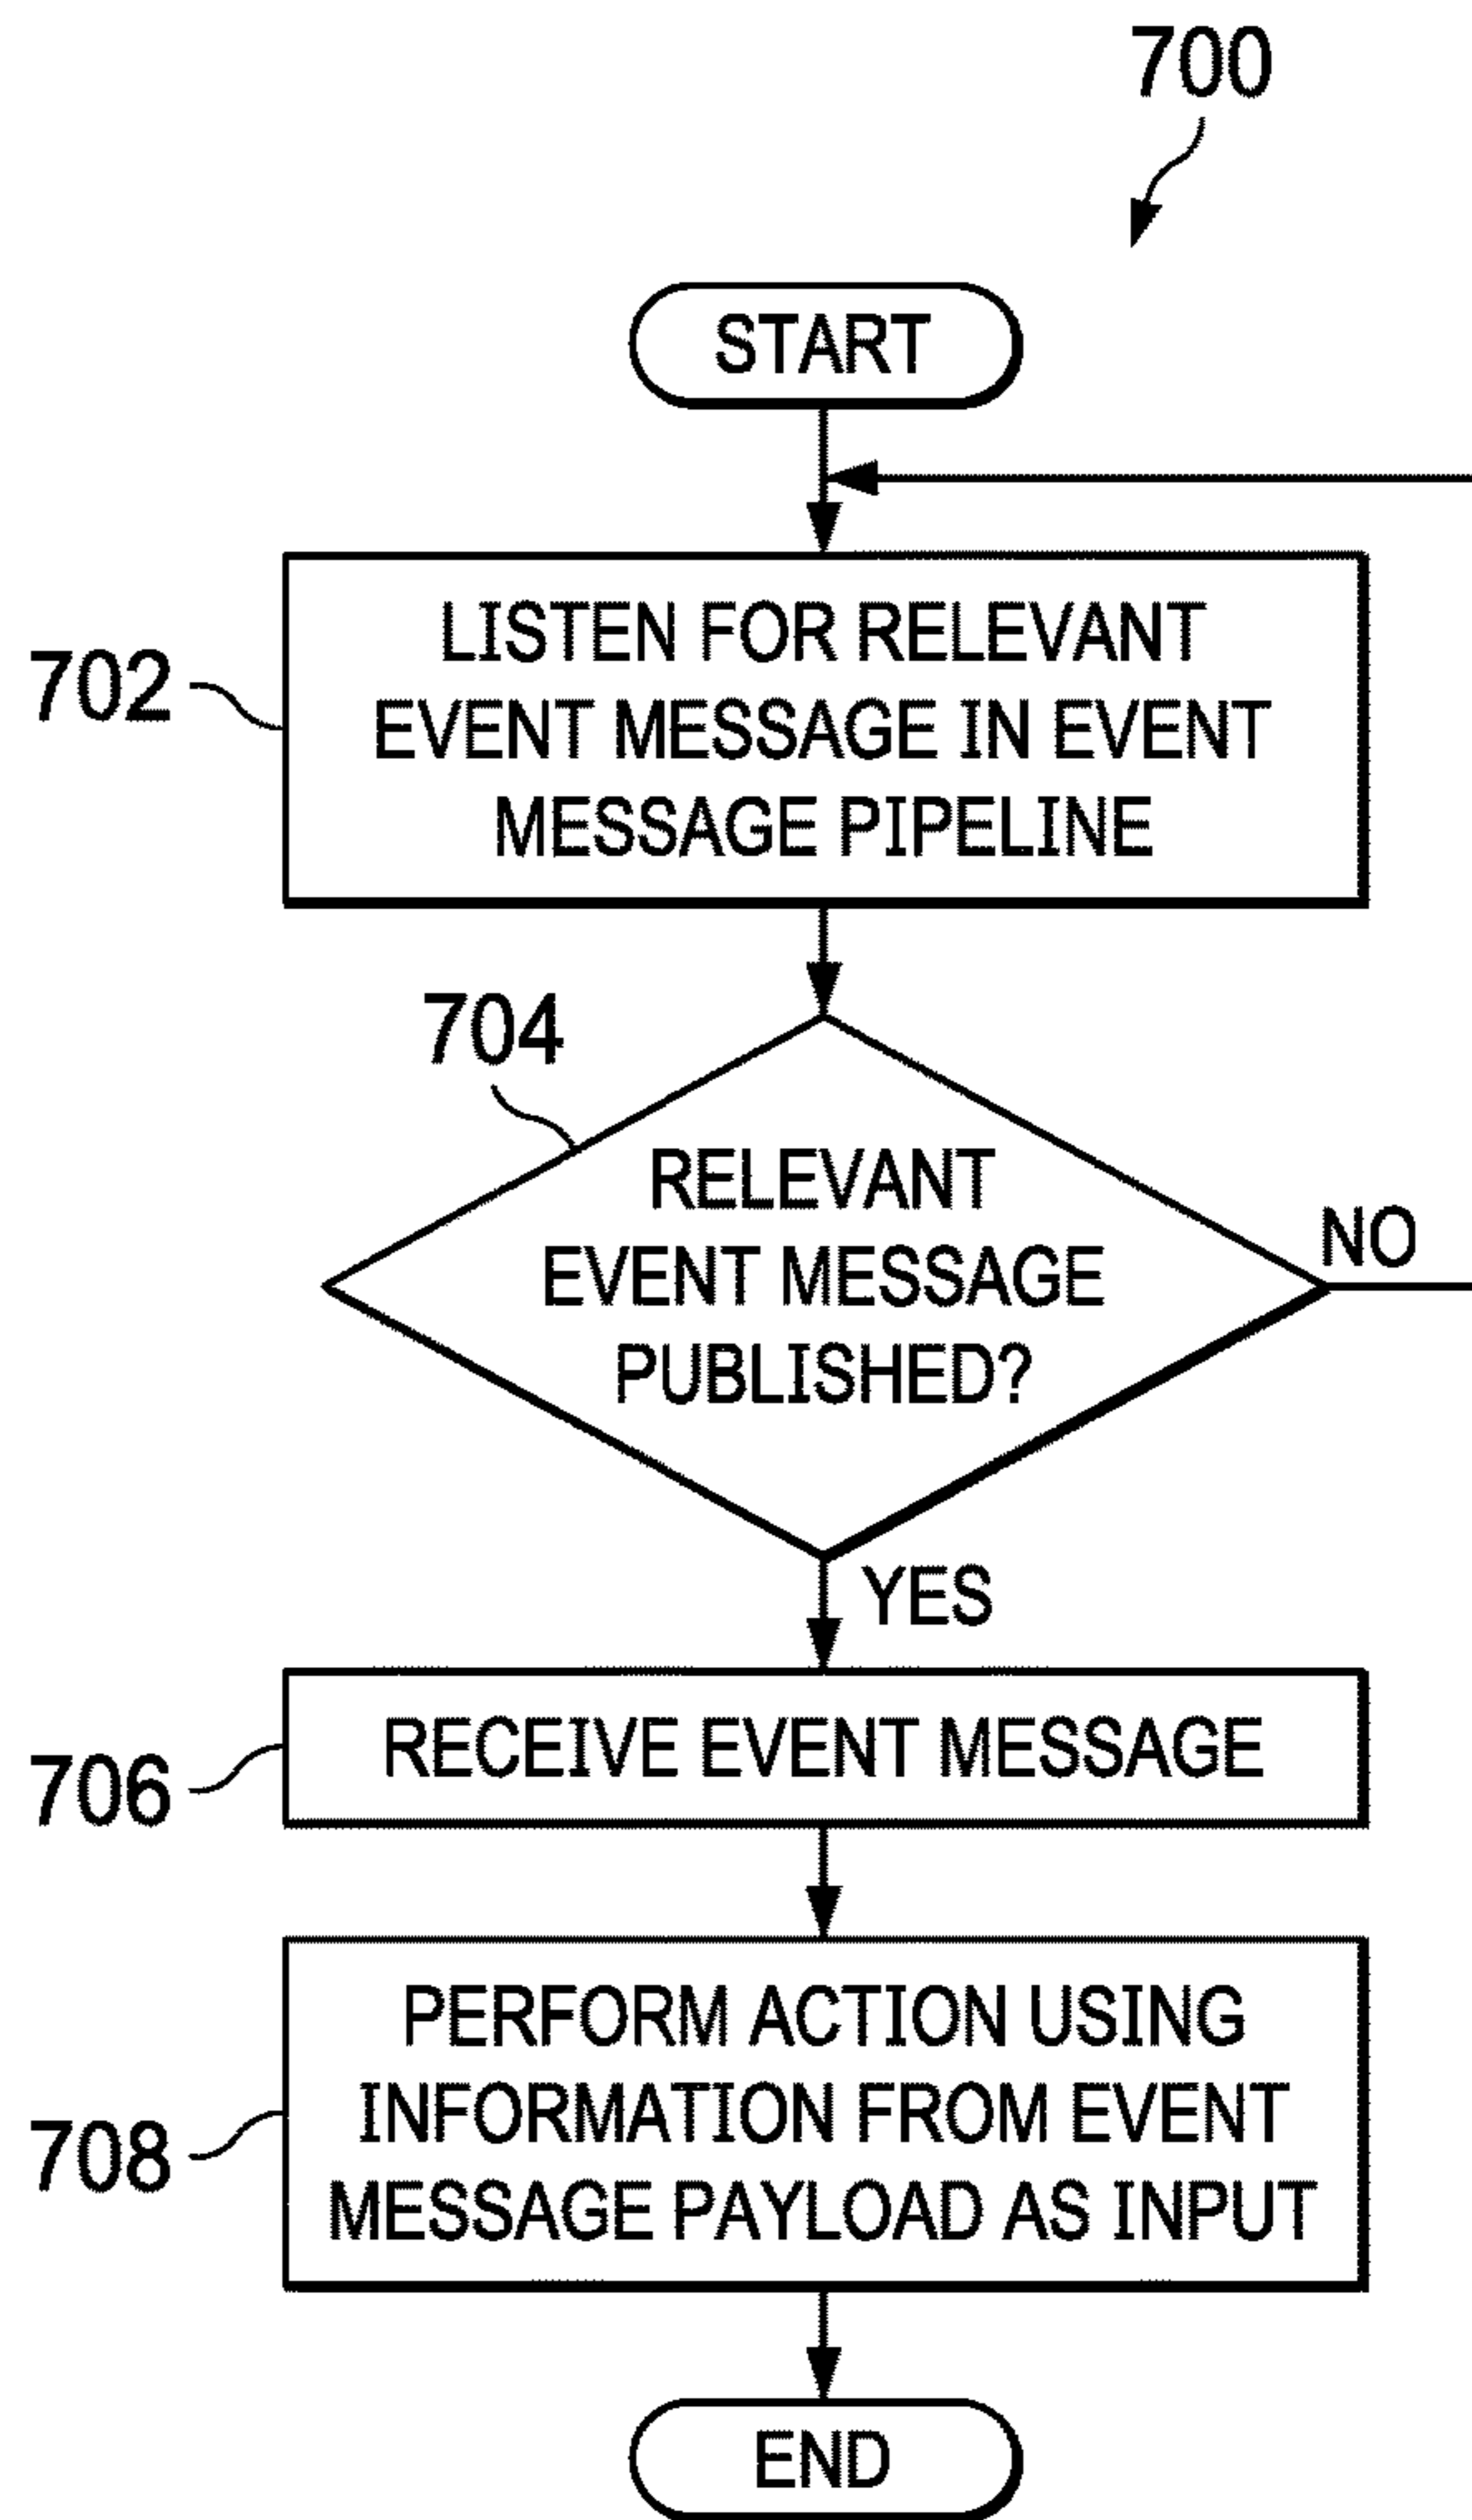 700
START
LISTEN FOR RELEVANT
EVENT MESSAGE IN EVENT
MESSAGE PIPELINE
702
704
RELEVANT
EVENT MESSAGE
PUBLISHED?
NO
YES
RECEIVE EVENT MESSAGE
706
PERFORM ACTION USING
INFORMATION FROM EVENT
MESSAGE PAYLOAD AS INPUT
708
END